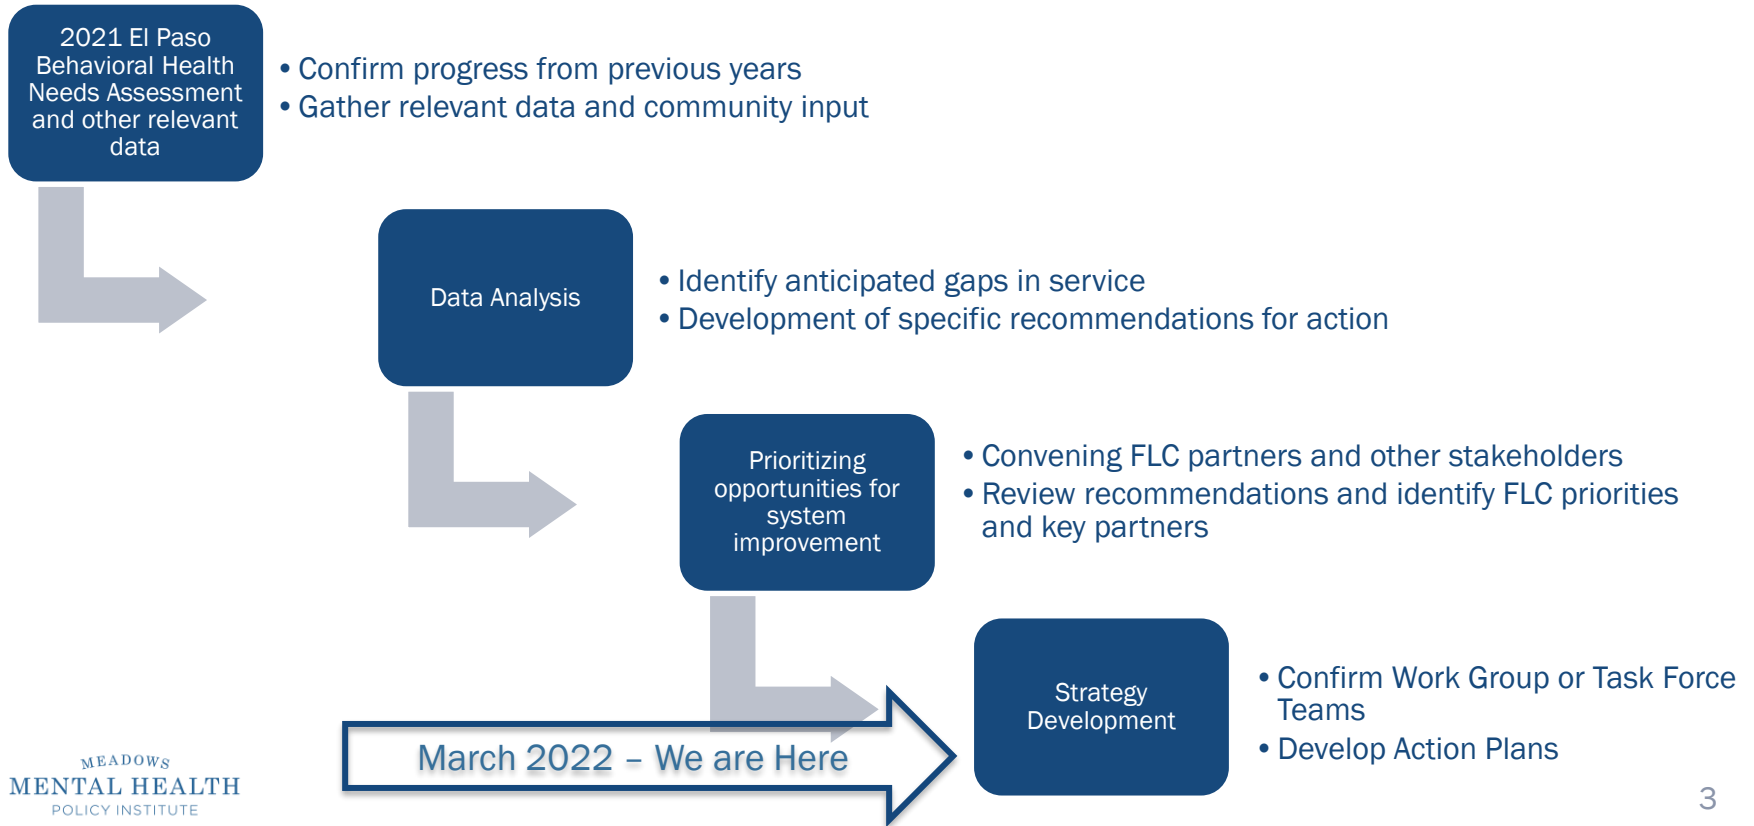 2021 El Paso
Behavioral Health
Needs Assessment
and other relevant
data
• Confirm progress from previous years
• Gather relevant data and community input
Data Analysis
• Identify anticipated gaps in service
• Development of specific recommendations for action
Prioritizing
opportunities for
system
improvement
• Convening FLC partners and other stakeholders
• Review recommendations and identify FLC priorities
and key partners
Strategy
Development
• Confirm Work Group or Task Force
Teams
• Develop Action Plans
March 2022 – We are Here
MEADOWS
MENTAL HEALTH
POLICY INSTITUTE
3